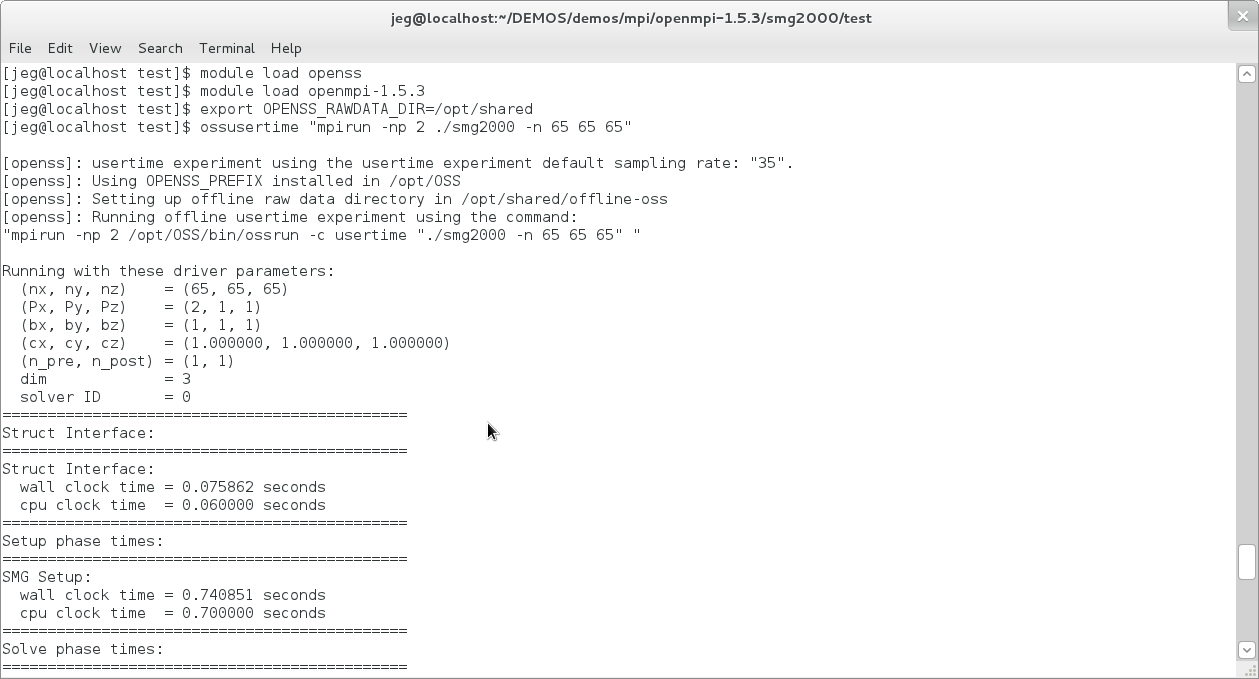 jeg@localhost:~/DEMOS/demos/mpi/openmpi-1.5.3/smg2000/test
File Edit View Search Terminal Help
[jeg@localhost test]$ module load openss
[jeg@localhost test]$ module load openmpi-1.5.3
[jeg@localhost test]$ export OPENSS_RAWDATA_DIR=/opt/shared
[jeg@localhost test]$ ossusertime "mpirun -np 2 ./smg2000 -n 65 65 65"
[openss]: usertime experiment using the usertime experiment default sampling rate: "35".
[openss]: Using OPENSS_PREFIX installed in /opt/OSS
[openss]: Setting up offline raw data directory in /opt/shared/offline-oss
[openss]: Running offline usertime experiment using the command:
"mpirun -np 2 /opt/OSS/bin/ossrun -c usertime "./smg2000 -n 65 65 65" "
Running with these driver parameters:
  (nx, ny, nz)    = (65, 65, 65)
  (Px, Py, Pz)    = (2, 1, 1)
  (bx, by, bz)    = (1, 1, 1)
  (cx, cy, cz)    = (1.000000, 1.000000, 1.000000)
  (n_pre, n_post) = (1, 1)
  dim             = 3
  solver ID       = 0
=============================================
Struct Interface:
=============================================
Struct Interface:
  wall clock time = 0.075862 seconds
  cpu clock time  = 0.060000 seconds
=============================================
Setup phase times:
=============================================
SMG Setup:
  wall clock time = 0.740851 seconds
  cpu clock time  = 0.700000 seconds
=============================================
Solve phase times:
=============================================